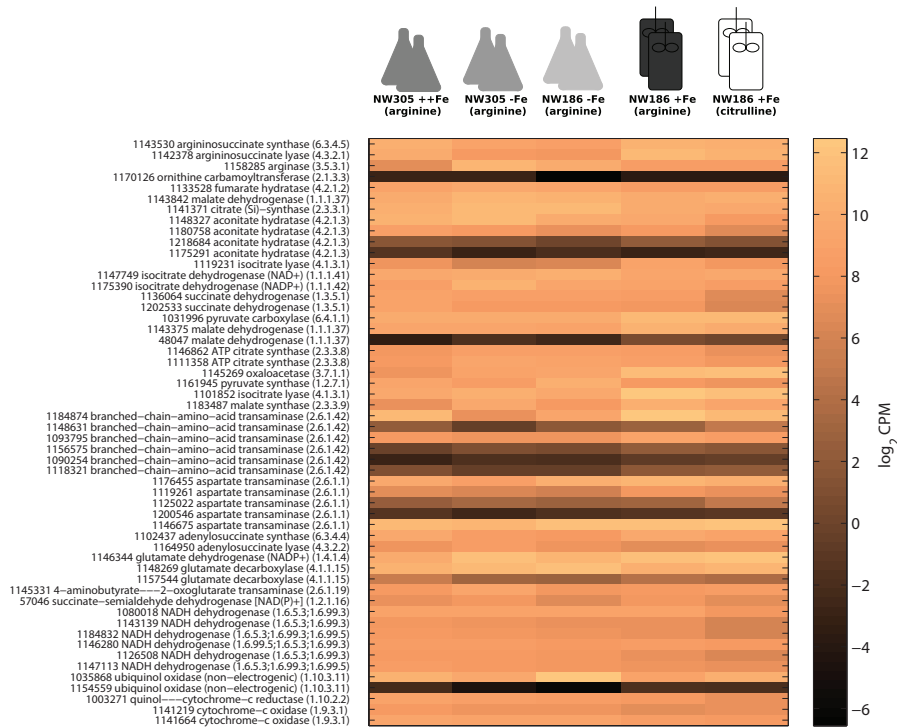 NW305 ++Fe NW305 -Fe NW186 -Fe NW186 +Fe NW186 +Fe
(arginine) (arginine) (arginine) (arginine) (citrulline)
1143530 argininosuccinate synthase (6.3.4.5)
1142378 argininosuccinate lyase (4.3.2.1)
1158285 arginase (3.5.3.1)
1170126 ornithine carbamoyltransferase (2.1.3.3)
1133528 fumarate hydratase (4.2.1.2)
1143842 malate dehydrogenase (1.1.1.37)
1141371 citrate (Si)−synthase (2.3.3.1)
1148327 aconitate hydratase (4.2.1.3)
1180758 aconitate hydratase (4.2.1.3)
1218684 aconitate hydratase (4.2.1.3)
1175291 aconitate hydratase (4.2.1.3)
1119231 isocitrate lyase (4.1.3.1)
1147749 isocitrate dehydrogenase (NAD+) (1.1.1.41)
1175390 isocitrate dehydrogenase (NADP+) (1.1.1.42)
1136064 succinate dehydrogenase (1.3.5.1)
1202533 succinate dehydrogenase (1.3.5.1)
1031996 pyruvate carboxylase (6.4.1.1)
1143375 malate dehydrogenase (1.1.1.37)
48047 malate dehydrogenase (1.1.1.37)
1146862 ATP citrate synthase (2.3.3.8)
1111358 ATP citrate synthase (2.3.3.8)
1145269 oxaloacetase (3.7.1.1)
1161945 pyruvate synthase (1.2.7.1)
1101852 isocitrate lyase (4.1.3.1)
1183487 malate synthase (2.3.3.9)
1184874 branched−chain−amino−acid transaminase (2.6.1.42)
1148631 branched−chain−amino−acid transaminase (2.6.1.42)
1093795 branched−chain−amino−acid transaminase (2.6.1.42)
1156575 branched−chain−amino−acid transaminase (2.6.1.42)
1090254 branched−chain−amino−acid transaminase (2.6.1.42)
1118321 branched−chain−amino−acid transaminase (2.6.1.42)
1176455 aspartate transaminase (2.6.1.1)
1119261 aspartate transaminase (2.6.1.1)
1125022 aspartate transaminase (2.6.1.1)
1200546 aspartate transaminase (2.6.1.1)
1146675 aspartate transaminase (2.6.1.1)
1102437 adenylosuccinate synthase (6.3.4.4)
1164950 adenylosuccinate lyase (4.3.2.2)
1146344 glutamate dehydrogenase (NADP+) (1.4.1.4)
1148269 glutamate decarboxylase (4.1.1.15)
1157544 glutamate decarboxylase (4.1.1.15)
1145331 4−aminobutyrate−−−2−oxoglutarate transaminase (2.6.1.19)
57046 succinate−semialdehyde dehydrogenase [NAD(P)+] (1.2.1.16)
1080018 NADH dehydrogenase (1.6.5.3;1.6.99.3)
1143139 NADH dehydrogenase (1.6.5.3;1.6.99.3)
1184832 NADH dehydrogenase (1.6.5.3;1.6.99.3;1.6.99.5)
1146280 NADH dehydrogenase (1.6.99.5;1.6.5.3;1.6.99.3)
1126508 NADH dehydrogenase (1.6.5.3;1.6.99.3)
1147113 NADH dehydrogenase (1.6.5.3;1.6.99.3;1.6.99.5)
1035868 ubiquinol oxidase (non−electrogenic) (1.10.3.11)
1154559 ubiquinol oxidase (non−electrogenic) (1.10.3.11)
1003271 quinol−−−cytochrome−c reductase (1.10.2.2)
1141219 cytochrome−c oxidase (1.9.3.1)
1141664 cytochrome−c oxidase (1.9.3.1)
12
10
8
6
4
2
0
−2
−4
−6
log2 CPM